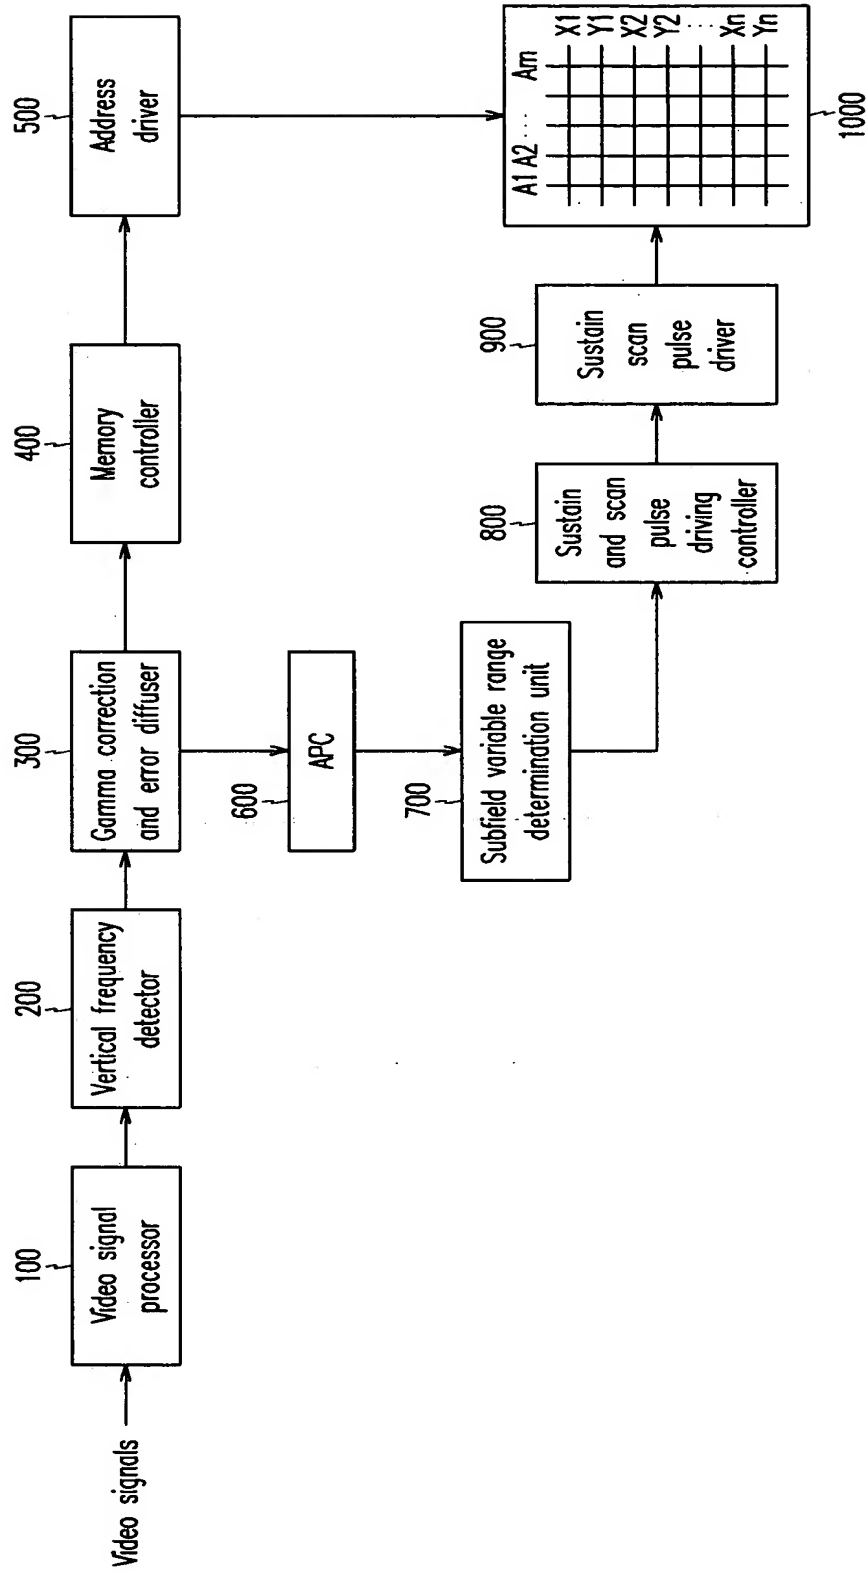 Video signals
100
Video signal
processor
200
Vertical frequency
detector
300
Gamma correction
and error diffuser
400
Memory
controller
500
Address
driver
600
APC
700
Subfield variable range
determination unit
800
Sustain
and scan
pulse
driving
controller
900
Sustain
scan
pulse
driver
A1 A2 .... Am
X1
Y1
X2
Y2
....
Xn
Yn
1000